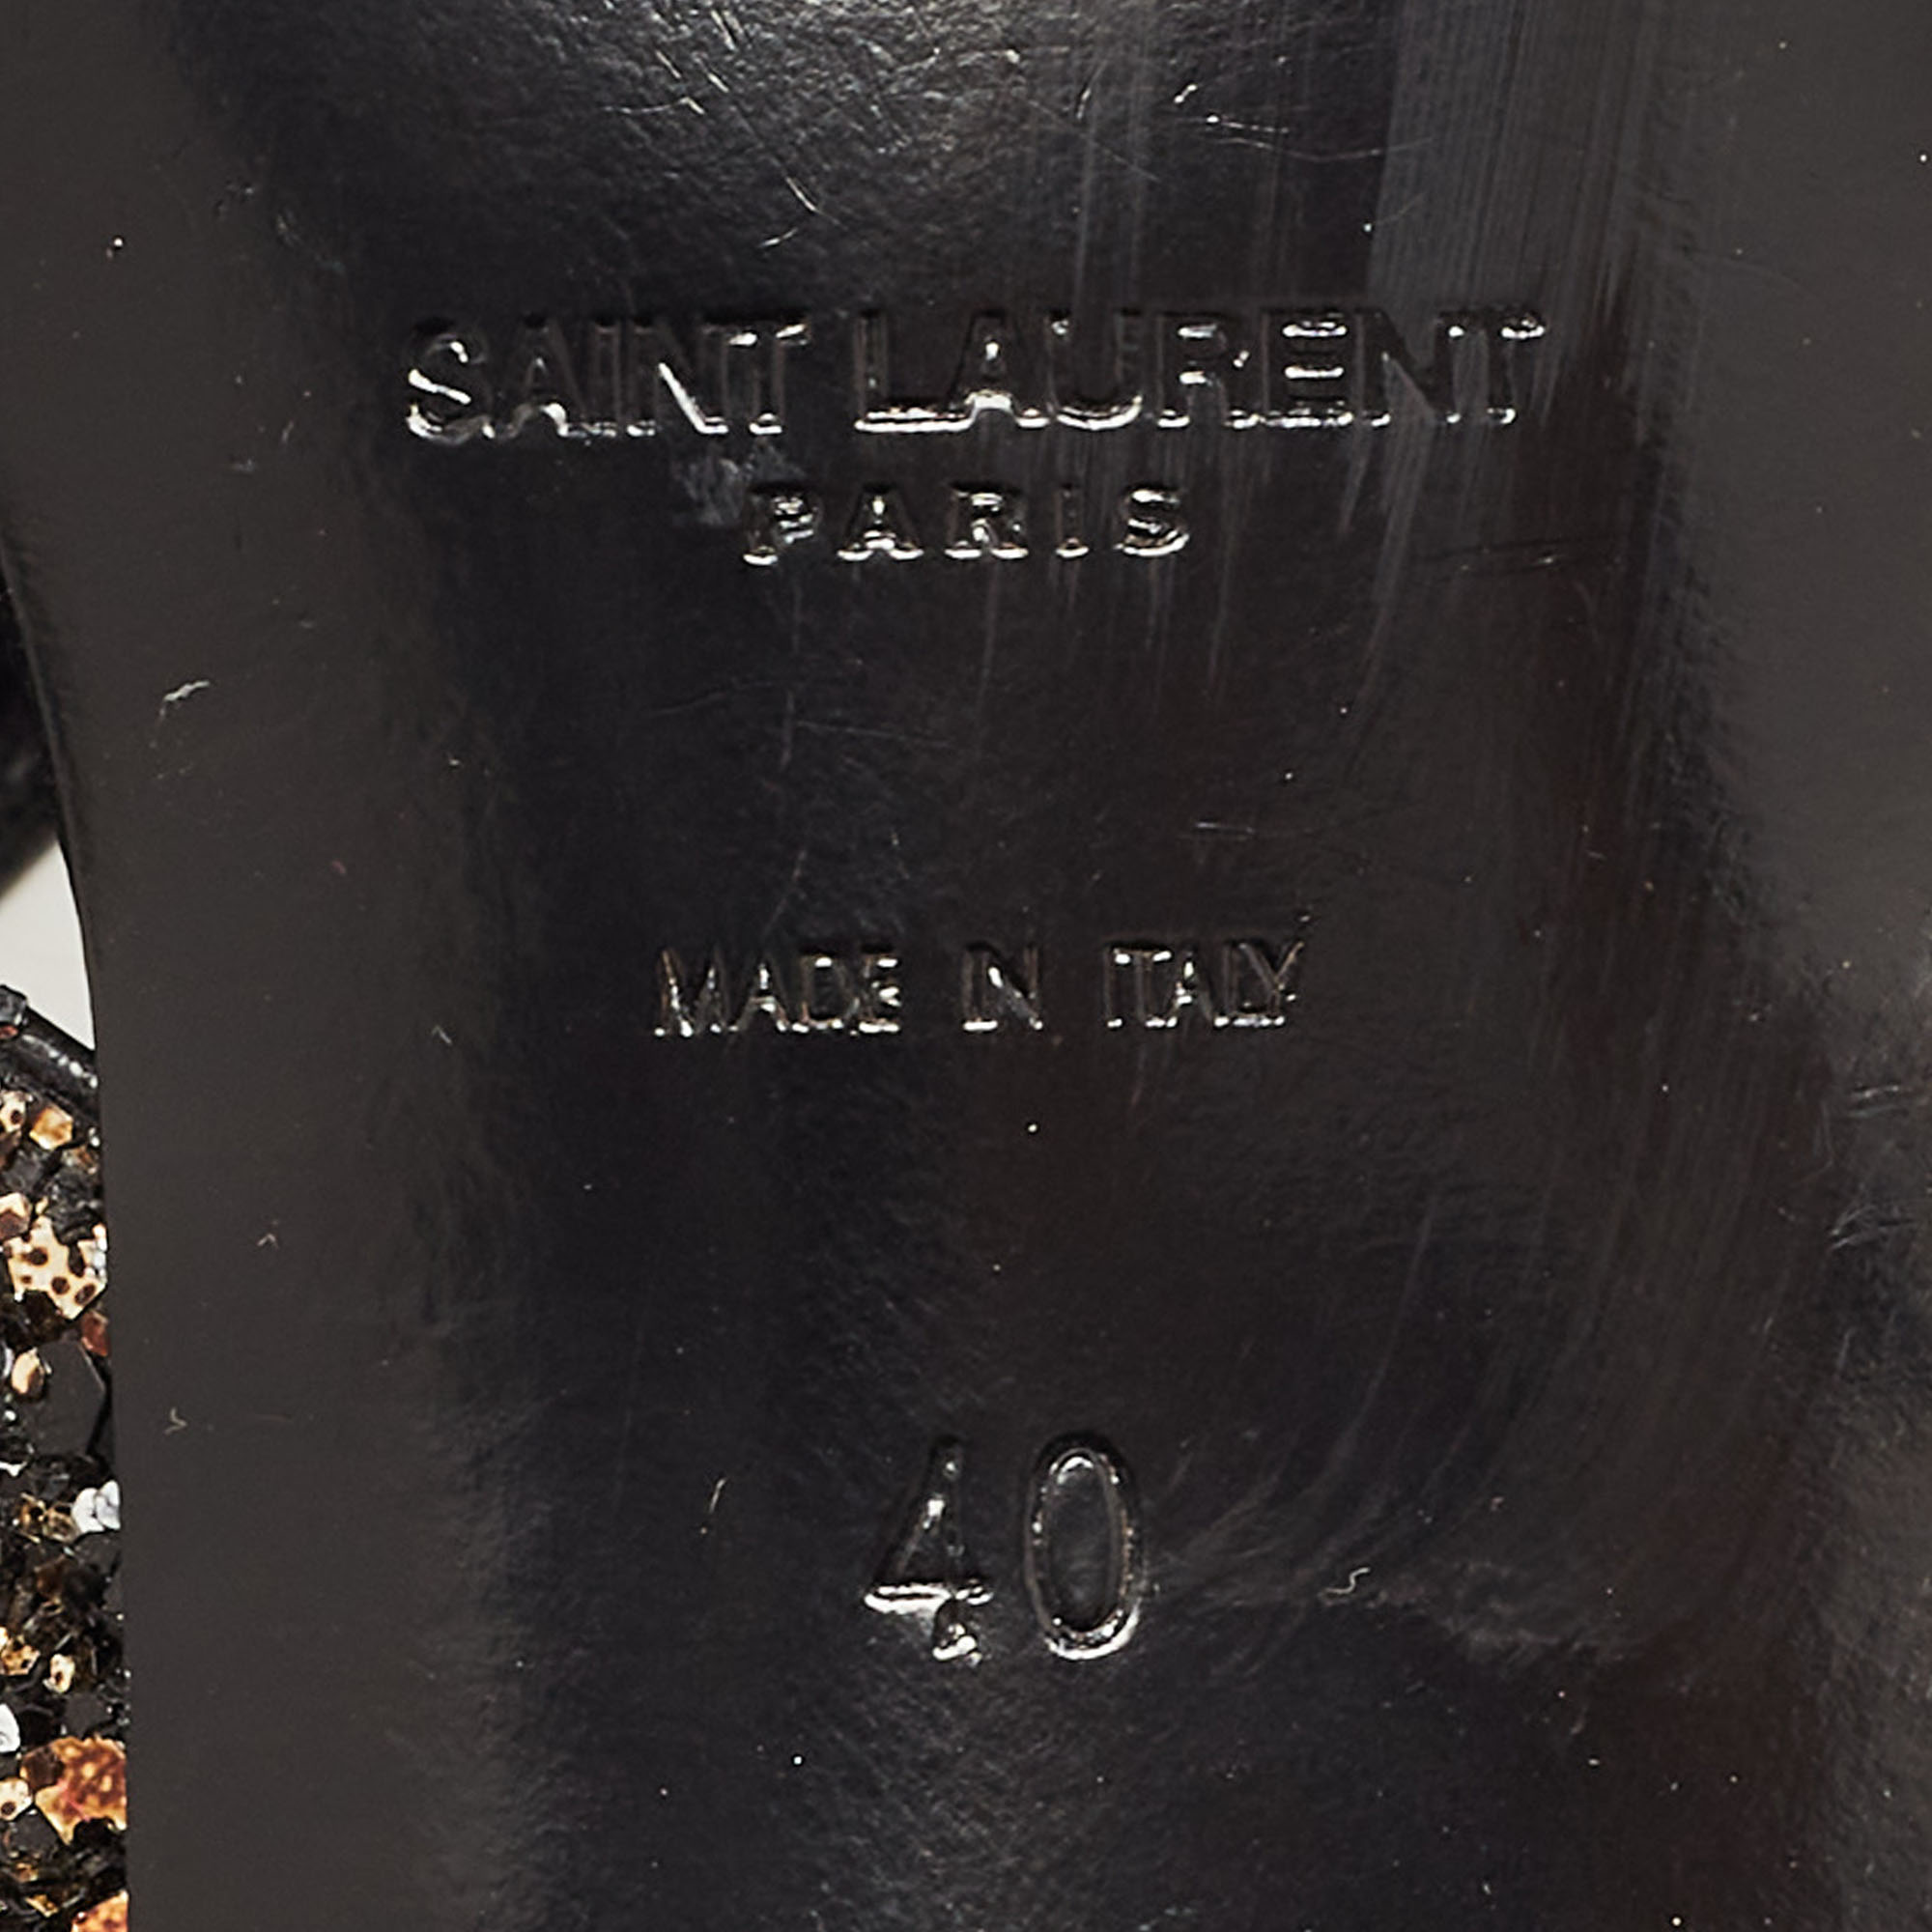 SAINT LAURENT
PARIS
MADE IN ITALY
40